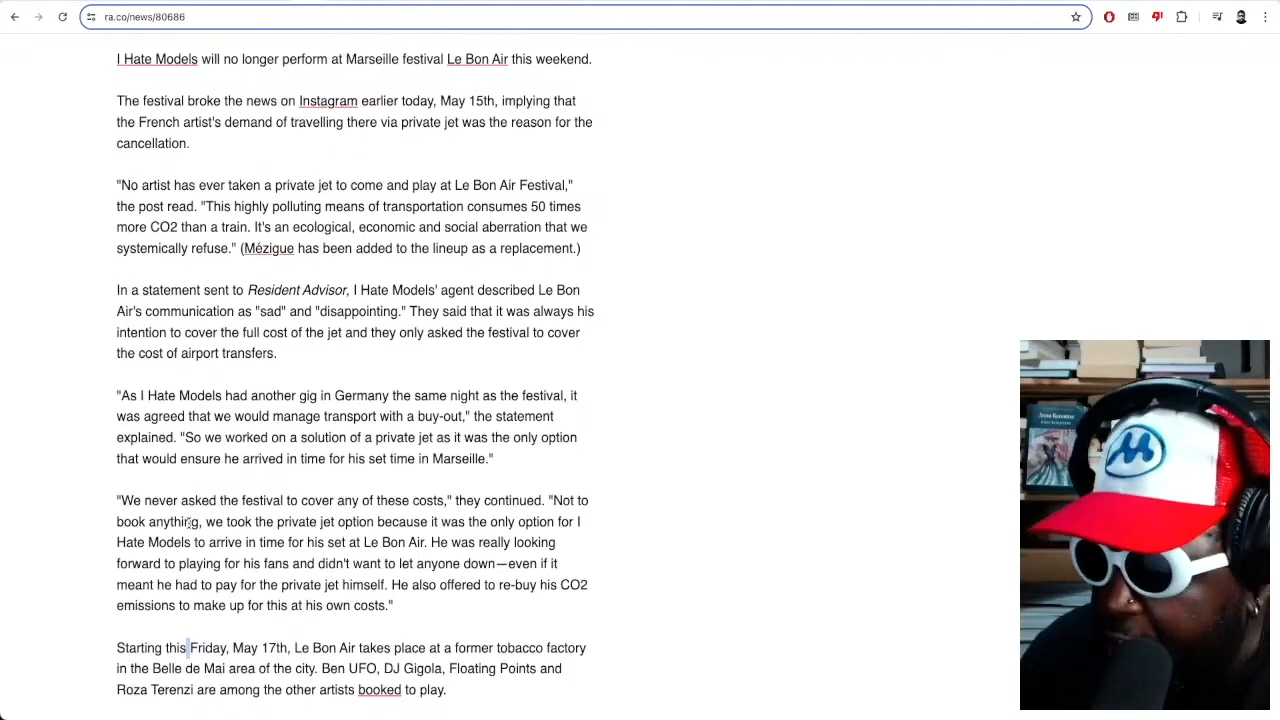 ra.co/news/80686
I Hate Models will no longer perform at Marseille festival Le Bon Air this weekend.
The festival broke the news on Instagram earlier today, May 15th, implying that
the French artist's demand of travelling there via private jet was the reason for the
cancellation.
"No artist has ever taken a private jet to come and play at Le Bon Air Festival,"
the post read. "This highly polluting means of transportation consumes 50 times
more CO2 than a train. It's an ecological, economic and social aberration that we
systemically refuse." (Mézigue has been added to the lineup as a replacement.)
In a statement sent to Resident Advisor, I Hate Models' agent described Le Bon
Air's communication as "sad" and "disappointing." They said that it was always his
intention to cover the full cost of the jet and they only asked the festival to cover
the cost of airport transfers.
"As I Hate Models had another gig in Germany the same night as the festival, it
was agreed that we would manage transport with a buy-out," the statement
explained. "So we worked on a solution of a private jet as it was the only option
that would ensure he arrived in time for his set time in Marseille."
"We never asked the festival to cover any of these costs," they continued. "Not to
book anything, we took the private jet option because it was the only option for I
Hate Models to arrive in time for his set at Le Bon Air. He was really looking
forward to playing for his fans and didn't want to let anyone down—even if it
meant he had to pay for the private jet himself. He also offered to re-buy his CO2
emissions to make up for this at his own costs."
Starting this Friday, May 17th, Le Bon Air takes place at a former tobacco factory
in the Belle de Mai area of the city. Ben UFO, DJ Gigola, Floating Points and
Roza Terenzi are among the other artists booked to play.